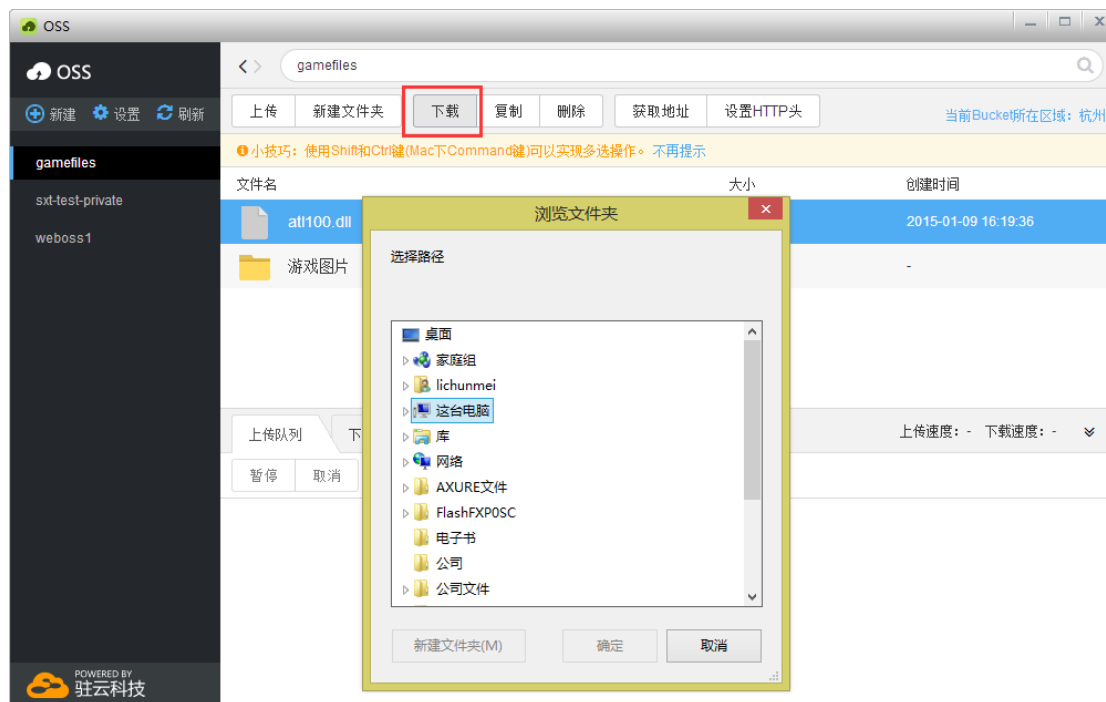 OSS
OSS
gamefiles
新建 设置 刷新
上传 新建文件夹 下载 复制 删除 获取地址 设置HTTP头
当前Bucket所在区域：杭州
小技巧：使用Shift和Ctrl键(Mac下Command键)可以实现多选操作。不再提示
gamefiles
sxt-test-private
weboss1
文件名 大小 创建时间
atl100.dll 2015-01-09 16:19:36
游戏图片 -
浏览文件夹
选择路径
桌面
家庭组
lichunmei
这台电脑
库
网络
AXURE文件
FlashFXP0SC
电子书
公司
公司文件
新建文件夹(M) 确定 取消
上传队列 下
上传速度：- 下载速度：-
暂停 取消
POWERED BY
驻云科技